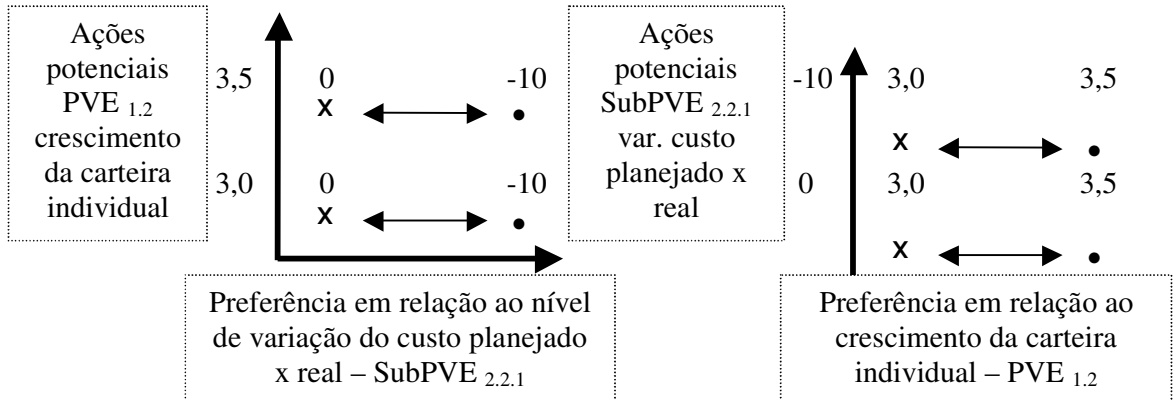 Ações
potenciais
PVE 1.2
crescimento
da carteira
individual
3,5 0 -10
x •
3,0 0 -10
x •
Preferência em relação ao nível
de variação do custo planejado
x real – SubPVE 2.2.1
Ações
potenciais
SubPVE 2.2.1
var. custo
planejado x
real
-10 3,0 3,5
x •
0 3,0 3,5
x •
Preferência em relação ao
crescimento da carteira
individual – PVE 1.2